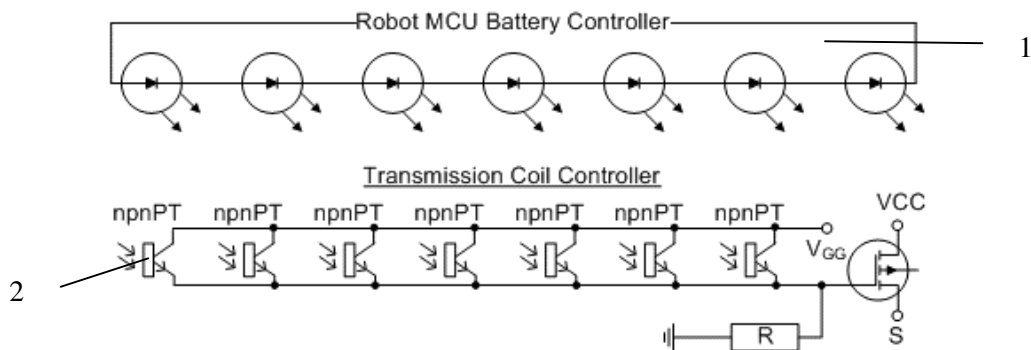 Robot MCU Battery Controller
1
Transmission Coil Controller
npnPT npnPT npnPT npnPT npnPT npnPT npnPT
VCC
VGG
2
R
S